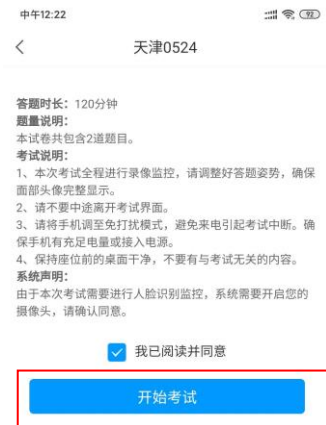 中午12:22
92
天津0524
答题时长：120分钟
题量说明：
本试卷共包含2道题目。
考试说明：
1、本次考试全程进行录像监控，请调整好答题姿势，确保
面部头像完整显示。
2、请不要中途离开考试界面。
3、请将手机调至免打扰模式，避免来电引起考试中断。确
保手机有充足电量或接入电源。
4、保持座位前的桌面干净，不要有与考试无关的内容。
系统声明：
由于本次考试需要进行人脸识别监控，系统需要开启您的
摄像头，请确认同意。
我已阅读并同意
开始考试